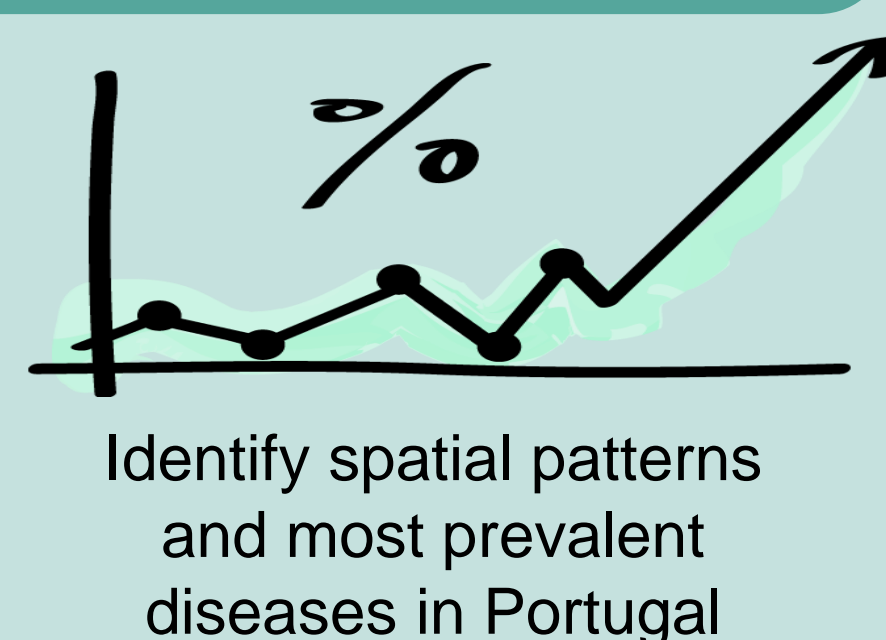 %
Identify spatial patterns
and most prevalent
diseases in Portugal